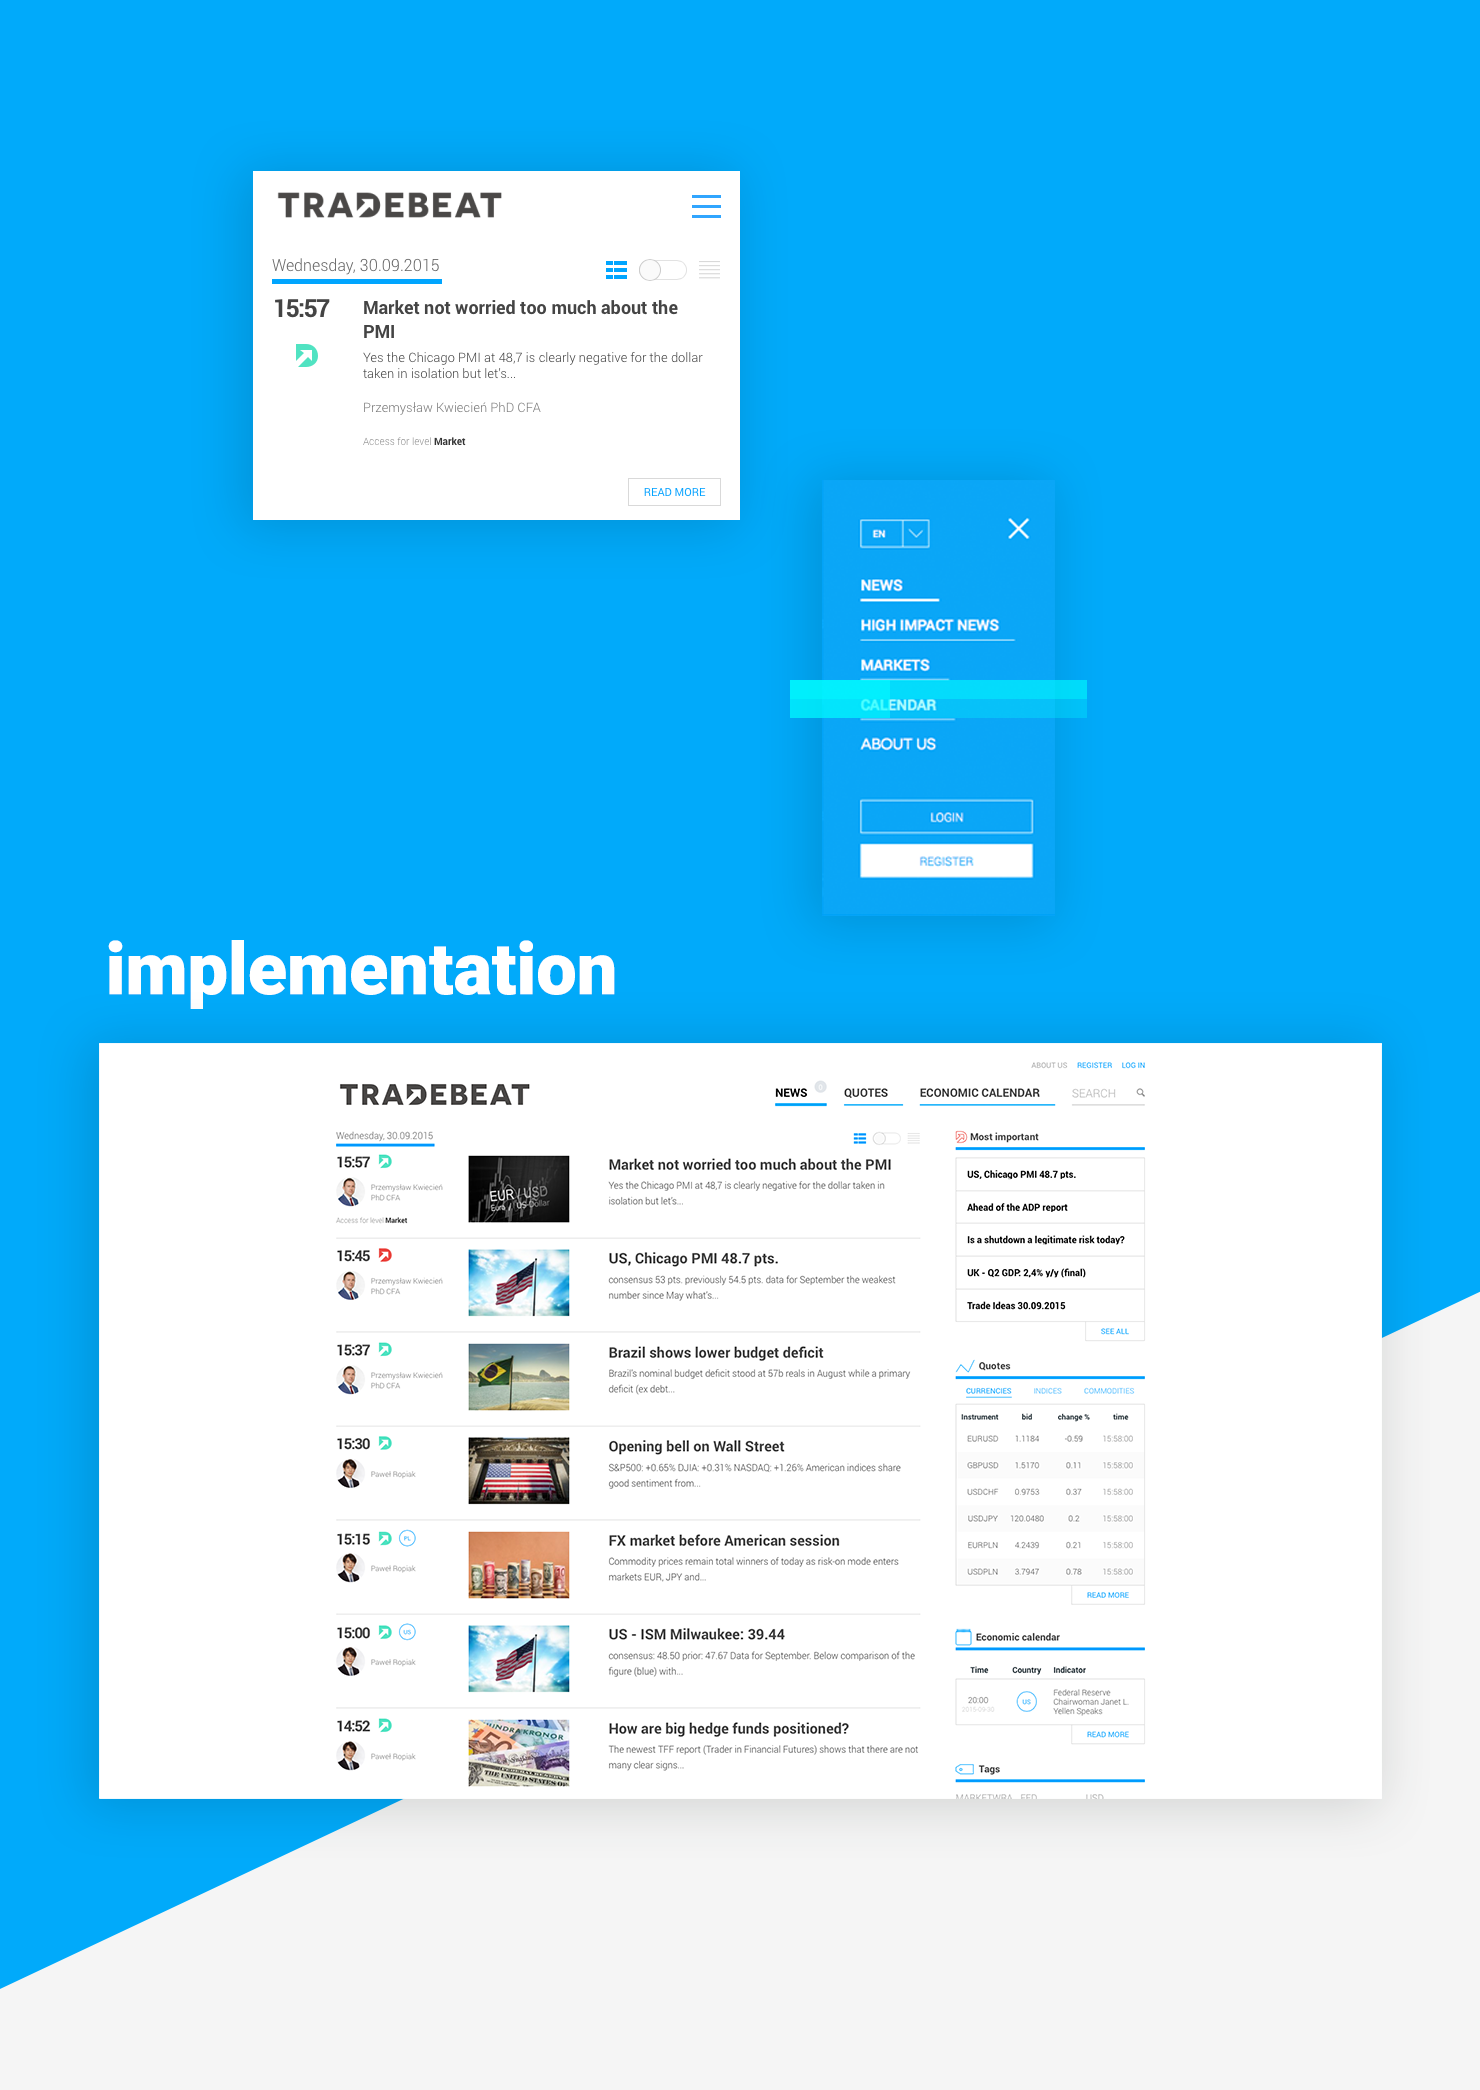 TRADEBEAT
Wednesday, 30.09.2015
15:57
Market not worried too much about the
PMI
Yes the Chicago PMI at 48,7 is clearly negative for the dollar
taken in isolation but let's...
Przemysław Kwiecień PhD CFA
Access for level Market
READ MORE
EN
NEWS
HIGH IMPACT NEWS
MARKETS
CALENDAR
ABOUT US
LOGIN
REGISTER
implementation
ABOUT US REGISTER LOG IN
TRADEBEAT
NEWS QUOTES ECONOMIC CALENDAR SEARCH
Wednesday, 30.09.2015
15:57
Przemysław Kwiecień
PhD CFA
Access for level Market
EUR / USD
Euro / US Dollar
Market not worried too much about the PMI
Yes the Chicago PMI at 48,7 is clearly negative for the dollar taken in
isolation but let's...
15:45
Przemysław Kwiecień
PhD CFA
US, Chicago PMI 48.7 pts.
consensus 53 pts. previously 54.5 pts. data for September the weakest
number since May what's...
15:37
Przemysław Kwiecień
PhD CFA
Brazil shows lower budget deficit
Brazil's nominal budget deficit stood at 57b reals in August while a primary
deficit (ex debt...
15:30
Paweł Ropiak
Opening bell on Wall Street
S&P500: +0.65% DJIA: +0.31% NASDAQ: +1.26% American indices share
good sentiment from...
15:15
PL
Paweł Ropiak
FX market before American session
Commodity prices remain total winners of today as risk-on mode enters
markets EUR, JPY and...
15:00
US
Paweł Ropiak
US - ISM Milwaukee: 39.44
consensus: 48.50 prior: 47.67 Data for September. Below comparison of the
figure (blue) with...
14:52
Paweł Ropiak
How are big hedge funds positioned?
The newest TFF report (Trader in Financial Futures) shows that there are not
many clear signs...
Most important
US, Chicago PMI 48.7 pts.
Ahead of the ADP report
Is a shutdown a legitimate risk today?
UK - Q2 GDP: 2,4% y/y (final)
Trade Ideas 30.09.2015
SEE ALL
Quotes
CURRENCIES INDICES COMMODITIES
Instrument bid change % time
EURUSD 1.1184 -0.59 15:58:00
GBPUSD 1.5170 0.11 15:58:00
USDCHF 0.9753 0.37 15:58:00
USDJPY 120.0480 0.2 15:58:00
EURPLN 4.2439 0.21 15:58:00
USDPLN 3.7947 0.78 15:58:00
READ MORE
Economic calendar
Time Country Indicator
20:00
2015-09-30
US
Federal Reserve
Chairwoman Janet L.
Yellen Speaks
READ MORE
Tags
MARKETWRA FED USD